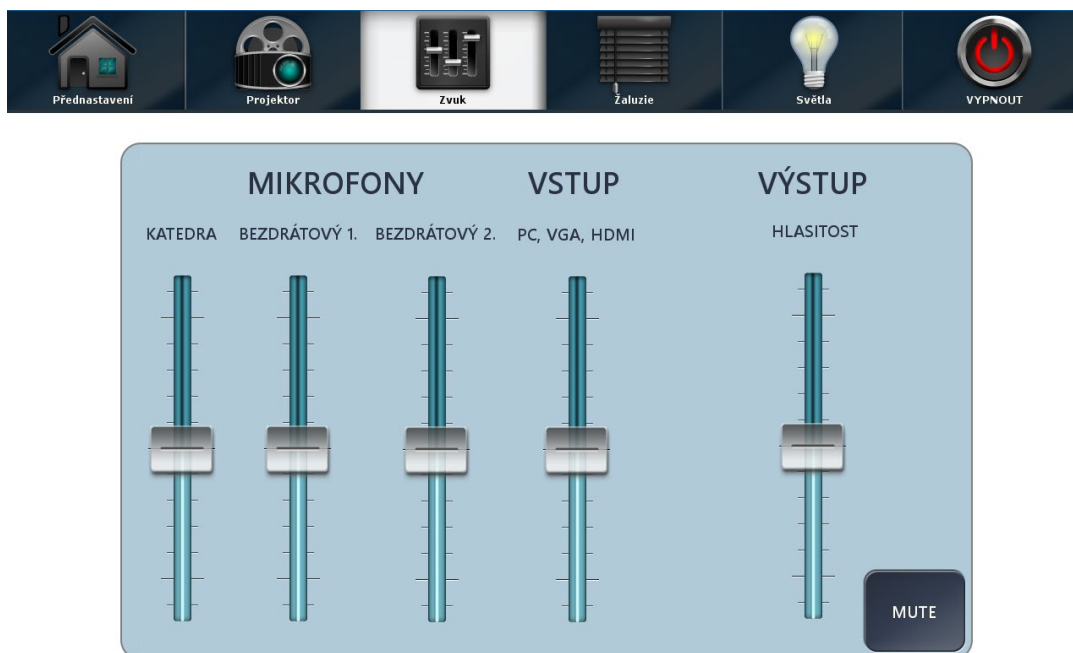 Přednastavení
Projektor
Zvuk
Žaluzie
Světla
VYPNOUT
MIKROFONY VSTUP VÝSTUP
KATEDRA BEZDRÁTOVÝ 1. BEZDRÁTOVÝ 2. PC, VGA, HDMI HLASITOST
MUTE